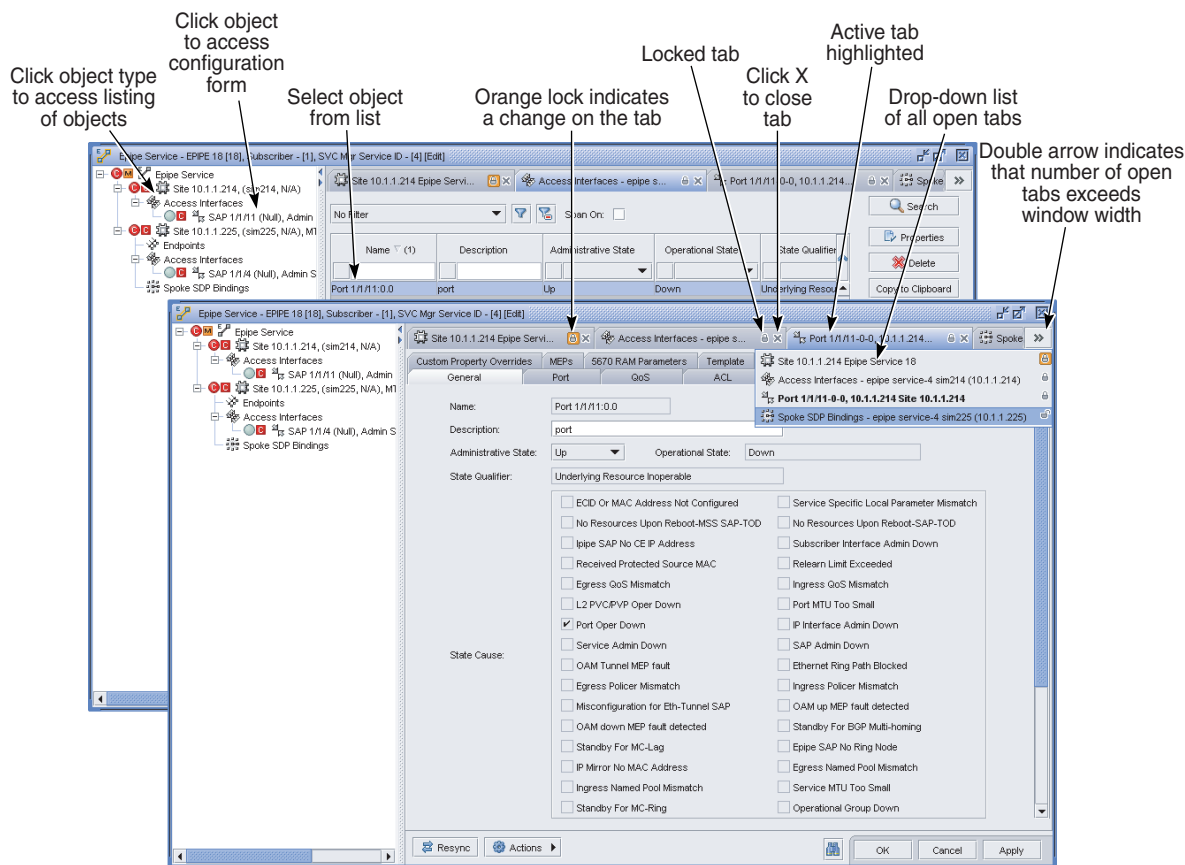 Click object
to access
configuration
form
Click object type
to access listing
of objects
Select object
from list
Orange lock indicates
a change on the tab
Locked tab
Click X
to close
tab
Active tab
highlighted
Drop-down list
of all open tabs
Double arrow indicates
that number of open
tabs exceeds
window width
Epipe Service - EPIPE 18 [18], Subscriber - [1], SVC Mgr Service ID - [4] [Edit]
Epipe Service
Site 10.1.1.214, (sim214, N/A)
Access Interfaces
SAP 1/1/11 (Null), Admin
Site 10.1.1.225, (sim225, N/A), MT
Endpoints
Access Interfaces
SAP 1/1/4 (Null), Admin S
Spoke SDP Bindings
Site 10.1.1.214 Epipe Servi...
Access Interfaces - epipe s...
Port 1/1/11-0-0, 10.1.1.214...
Spoke
No Filter
Span On:
Search
Properties
Delete
Copy to Clipboard
Name (1)
Description
Administrative State
Operational State
State Qualifier
Port 1/1/11:0.0
port
Up
Down
Underlying Resou
Epipe Service - EPIPE 18 [18], Subscriber - [1], SVC Mgr Service ID - [4] [Edit]
Epipe Service
Site 10.1.1.214, (sim214, N/A)
Access Interfaces
SAP 1/1/11 (Null), Admin
Site 10.1.1.225, (sim225, N/A), MT
Endpoints
Access Interfaces
SAP 1/1/4 (Null), Admin S
Spoke SDP Bindings
Site 10.1.1.214 Epipe Servi...
Access Interfaces - epipe s...
Port 1/1/11-0-0, 10.1.1.214...
Spoke
Custom Property Overrides
MEPs
5670 RAM Parameters
Template
General
Port
QoS
ACL
Site 10.1.1.214 Epipe Service 18
Access Interfaces - epipe service-4 sim214 (10.1.1.214)
Port 1/1/11-0-0, 10.1.1.214 Site 10.1.1.214
Spoke SDP Bindings - epipe service-4 sim225 (10.1.1.225)
Name: Port 1/1/11:0.0
Description: port
Administrative State: Up Operational State: Down
State Qualifier: Underlying Resource Inoperable
State Cause:
ECID Or MAC Address Not Configured
Service Specific Local Parameter Mismatch
No Resources Upon Reboot-MSS SAP-TOD
No Resources Upon Reboot-SAP-TOD
Ipipe SAP No CE IP Address
Subscriber Interface Admin Down
Received Protected Source MAC
Relearn Limit Exceeded
Egress QoS Mismatch
Ingress QoS Mismatch
L2 PVC/PVP Oper Down
Port MTU Too Small
Port Oper Down
IP Interface Admin Down
Service Admin Down
SAP Admin Down
OAM Tunnel MEP fault
Ethernet Ring Path Blocked
Egress Policer Mismatch
Ingress Policer Mismatch
Misconfiguration for Eth-Tunnel SAP
OAM up MEP fault detected
OAM down MEP fault detected
Standby For BGP Multi-homing
Standby For MC-Lag
Epipe SAP No Ring Node
IP Mirror No MAC Address
Egress Named Pool Mismatch
Ingress Named Pool Mismatch
Service MTU Too Small
Standby For MC-Ring
Operational Group Down
Resync
Actions
OK
Cancel
Apply